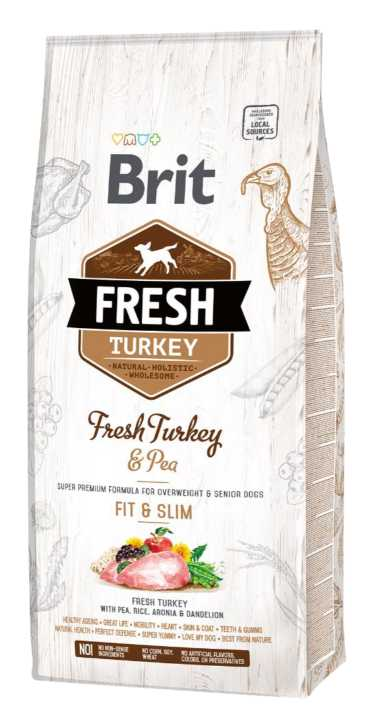 LOCAL
SOURCES
Brit
FRESH
TURKEY
•NATURAL•HOLISTIC•
•WHOLESOME•
Fresh Turkey
& Pea
SUPER PREMIUM FORMULA FOR OVERWEIGHT & SENIOR DOGS
FIT & SLIM
FRESH TURKEY
WITH PEA, RICE, ARONIA & DANDELION
HEALTHY AGEING • GREAT LIFE • MOBILITY • HEART • SKIN & COAT • TEETH & GUMMS
NATURAL HEALTH • PERFECT DEFENSE • SUPER YUMMY • LOVE MY DOG • BEST FROM NATURE
NO!
NO NON-SENSE
INGREDIENTS
NO CORN, SOY,
WHEAT
NO ARTIFICIAL FLAVORS,
COLORS, OR PRESERVATIVES